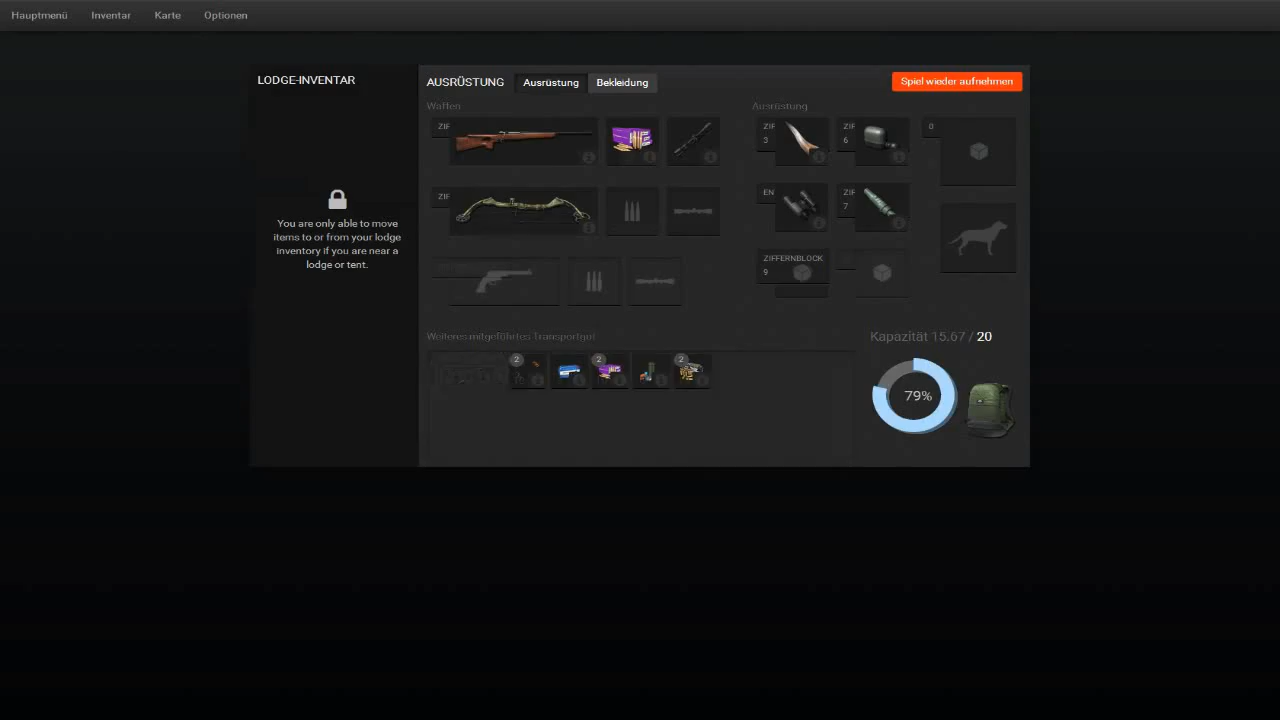 Hauptmenü
Inventar
Karte
Optionen
LODGE-INVENTAR
You are only able to move
items to or from your lodge
inventory if you are near a
lodge or tent.
AUSRÜSTUNG
Ausrüstung
Bekleidung
Spiel wieder aufnehmen
Waffen
ZIF
ZIF
Ausrüstung
ZIF
3
ZIF
6
0
EN
ZIF
7
ZIFFERNBLOCK
9
Weiteres mitgeführtes Transportgut
2
2
2
Kapazität 15.67 / 20
79%